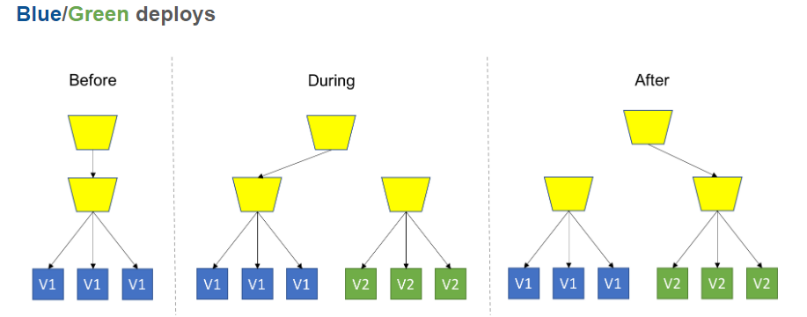 Blue/Green deploys
Before
During
After
V1 V1 V1
V1 V1 V1
V2 V2 V2
V1 V1 V1
V2 V2 V2